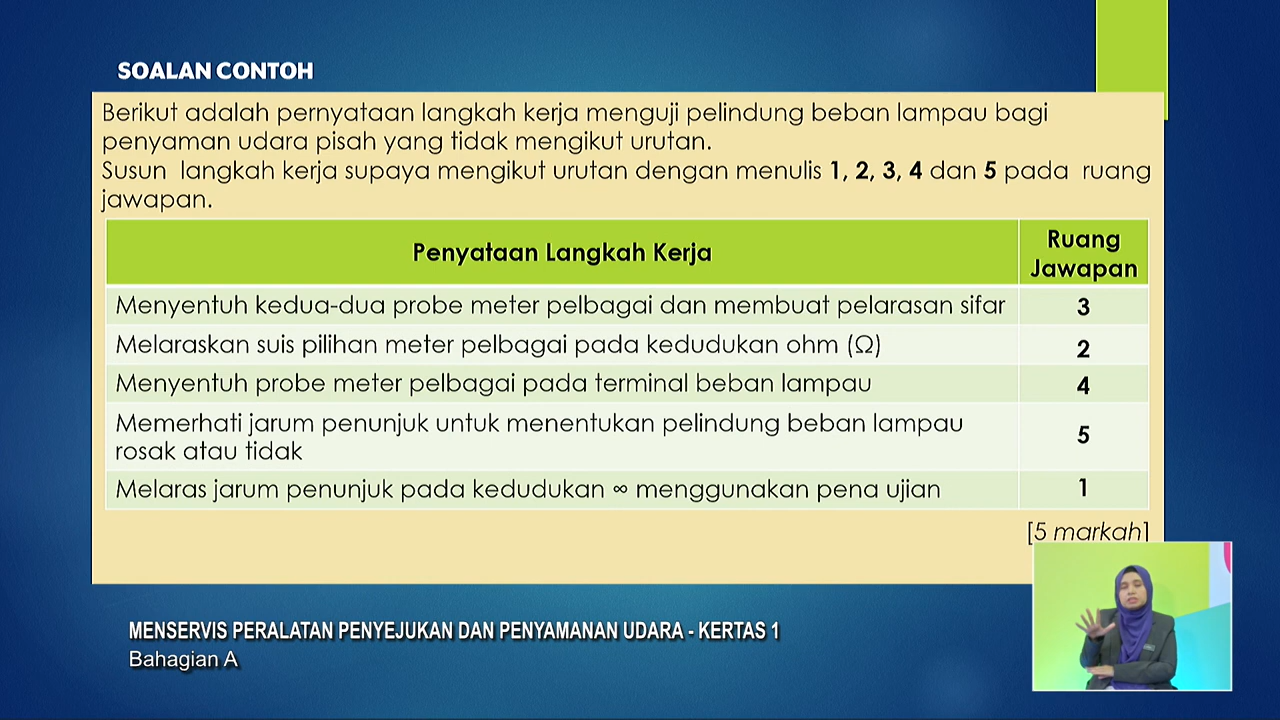 SOALAN CONTOH
Berikut adalah pernyataan langkah kerja menguji pelindung beban lampau bagi
penyaman udara pisah yang tidak mengikut urutan.
Susun langkah kerja supaya mengikut urutan dengan menulis 1, 2, 3, 4 dan 5 pada ruang
jawapan.
Penyataan Langkah Kerja
Ruang
Jawapan
Menyentuh kedua-dua probe meter pelbagai dan membuat pelarasan sifar 3
Melaraskan suis pilihan meter pelbagai pada kedudukan ohm (Ω) 2
Menyentuh probe meter pelbagai pada terminal beban lampau 4
Memerhati jarum penunjuk untuk menentukan pelindung beban lampau
rosak atau tidak
5
Melaras jarum penunjuk pada kedudukan ∞ menggunakan pena ujian 1
[5 markah]
MENSERVIS PERALATAN PENYEJUKAN DAN PENYAMANAN UDARA - KERTAS 1
Bahagian A